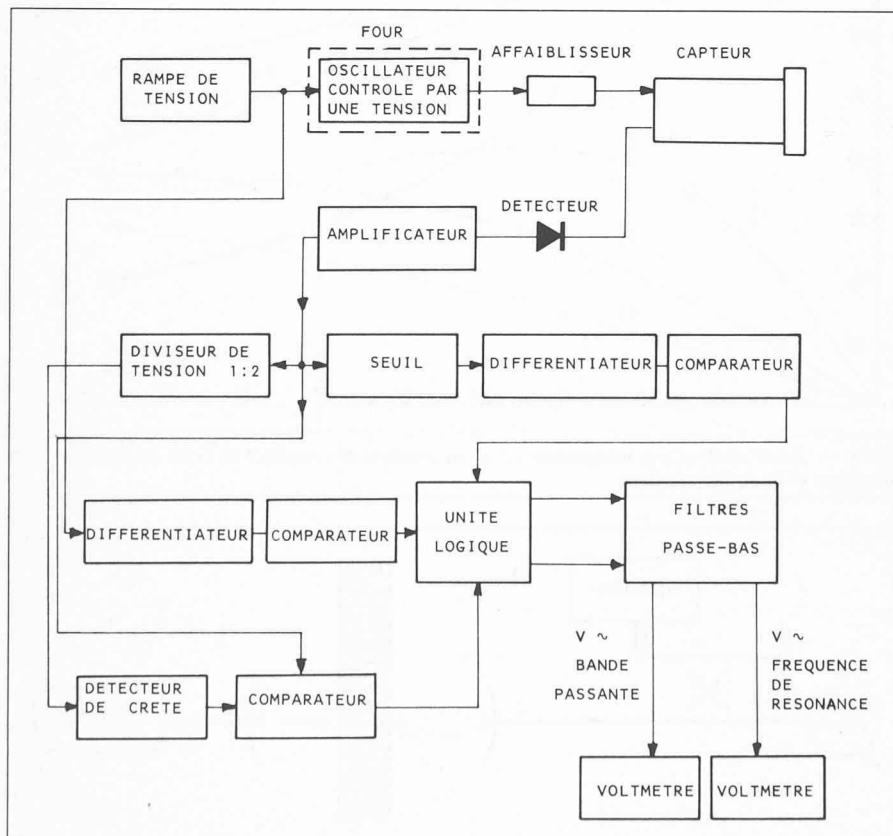 FOUR
AFFAIBLISSEUR
CAPTEUR
RAMPE DE
TENSION
OSCILLATEUR
CONTROLE PAR
UNE TENSION
DETECTEUR
AMPLIFICATEUR
DIVISEUR DE
TENSION 1:2
SEUIL
DIFFERENTIATEUR
COMPARATEUR
DIFFERENTIATEUR
COMPARATEUR
UNITE
LOGIQUE
FILTRES
PASSE-BAS
V ~
BANDE
PASSANTE
V ~
FREQUENCE
DE
RESONANCE
DETECTEUR
DE CRETE
COMPARATEUR
VOLTMETRE
VOLTMETRE